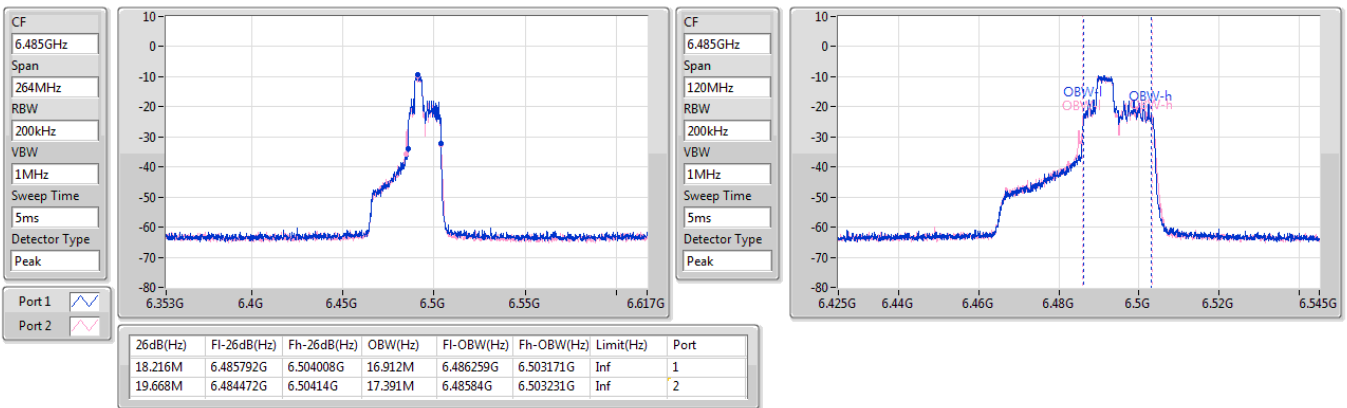 CF
6.485GHz
Span
264MHz
RBW
200kHz
VBW
1MHz
Sweep Time
5ms
Detector Type
Peak
Port 1
Port 2
10
0
-10
-20
-30
-40
-50
-60
-70
-80
6.353G 6.4G 6.45G 6.5G 6.55G 6.617G
CF
6.485GHz
Span
120MHz
RBW
200kHz
VBW
1MHz
Sweep Time
5ms
Detector Type
Peak
10
0
-10
-20
-30
-40
-50
-60
-70
-80
OBW-l OBW-h
OBW-l OBW-h
6.425G 6.44G 6.46G 6.48G 6.5G 6.52G 6.545G
26dB(Hz) Fl-26dB(Hz) Fh-26dB(Hz) OBW(Hz) Fl-OBW(Hz) Fh-OBW(Hz) Limit(Hz) Port
18.216M 6.485792G 6.504008G 16.912M 6.486259G 6.503171G Inf 1
19.668M 6.484472G 6.50414G 17.391M 6.48584G 6.503231G Inf 2